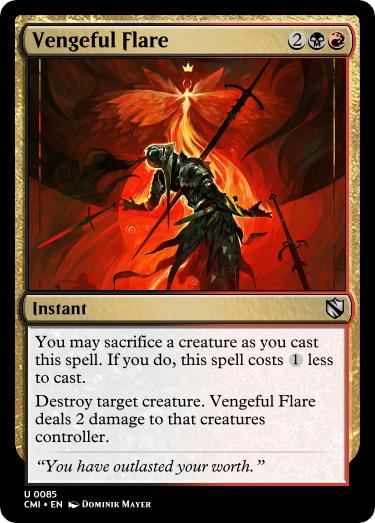 Vengeful Flare 2
Instant
You may sacrifice a creature as you cast
this spell. If you do, this spell costs 1 less
to cast.
Destroy target creature. Vengeful Flare
deals 2 damage to that creatures
controller.
“You have outlasted your worth.”
U 0085
CMI • EN Dominik Mayer